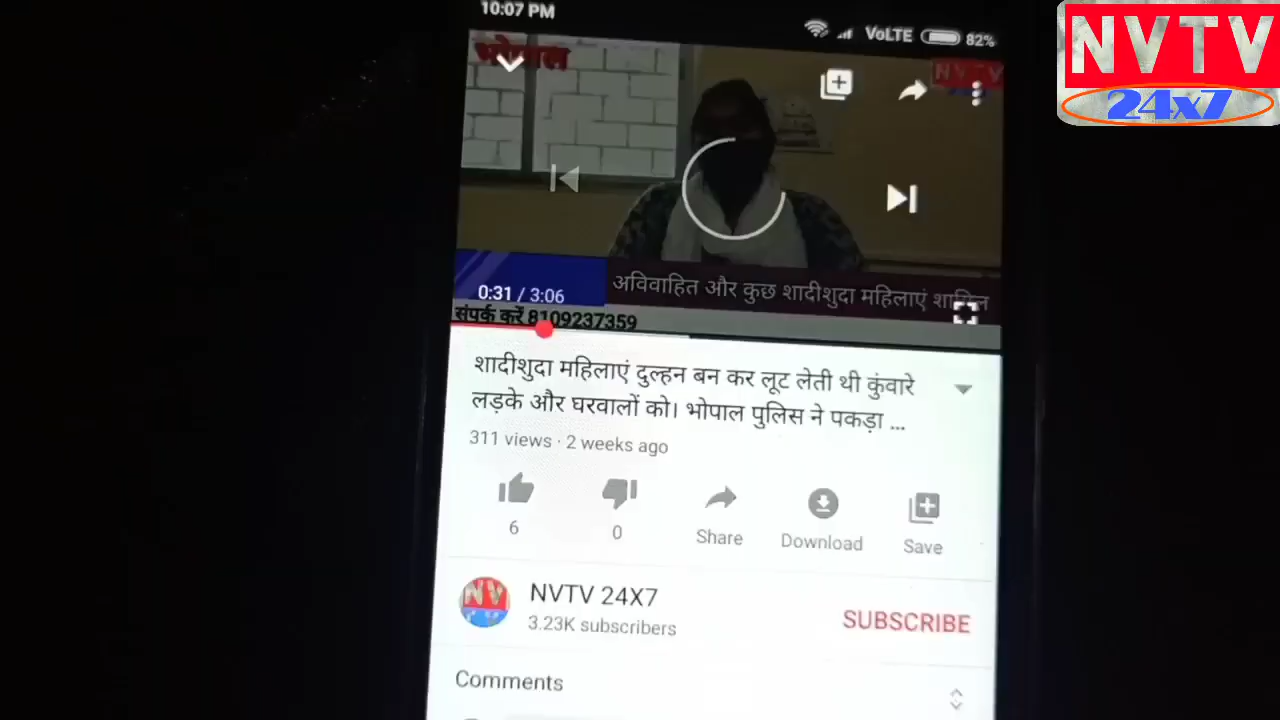 10:07 PM
VoLTE 82%
NVTV
24x7
भोपाल
NVTV
अविवाहित और कुछ शादीशुदा महिलाएं शामिल
0:31 / 3:06
संपर्क करें 8109237359
शादीशुदा महिलाएं दुल्हन बन कर लूट लेती थी कुंवारे
लड़के और घरवालों को। भोपाल पुलिस ने पकड़ा ...
311 views · 2 weeks ago
6
0
Share
Download
Save
NV
NVTV 24X7
3.23K subscribers
SUBSCRIBE
Comments